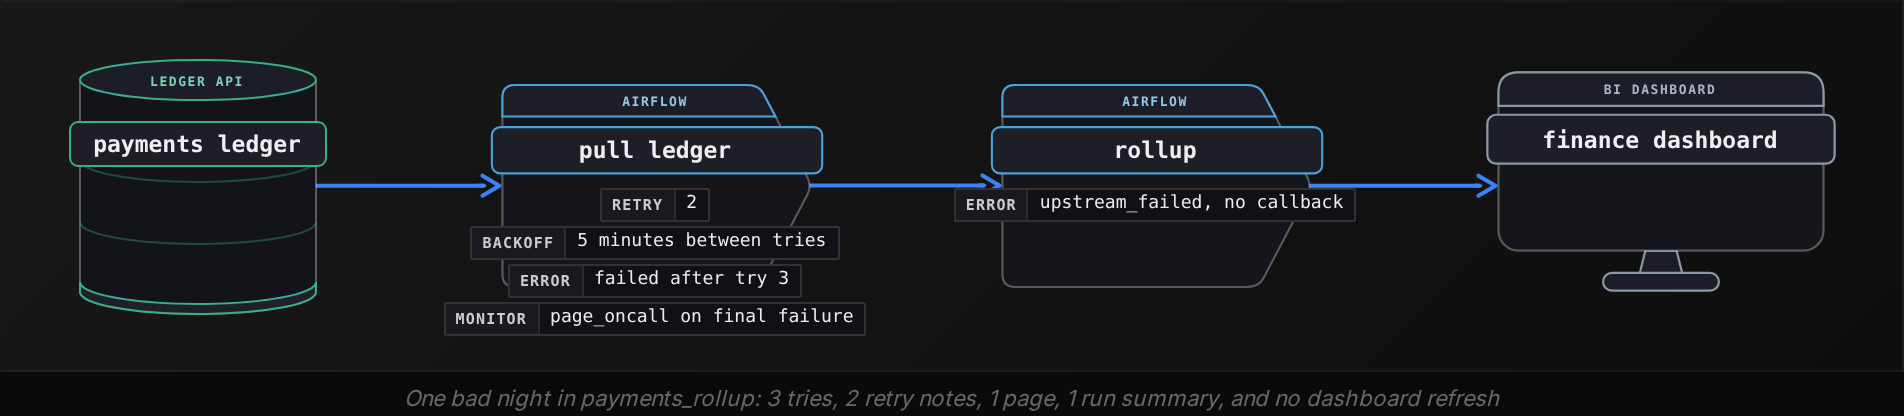 LEDGER API
payments ledger
AIRFLOW
pull ledger
RETRY 2
BACKOFF 5 minutes between tries
ERROR failed after try 3
MONITOR page_oncall on final failure
AIRFLOW
rollup
ERROR upstream_failed, no callback
BI DASHBOARD
finance dashboard
One bad night in payments_rollup: 3 tries, 2 retry notes, 1 page, 1 run summary, and no dashboard refresh